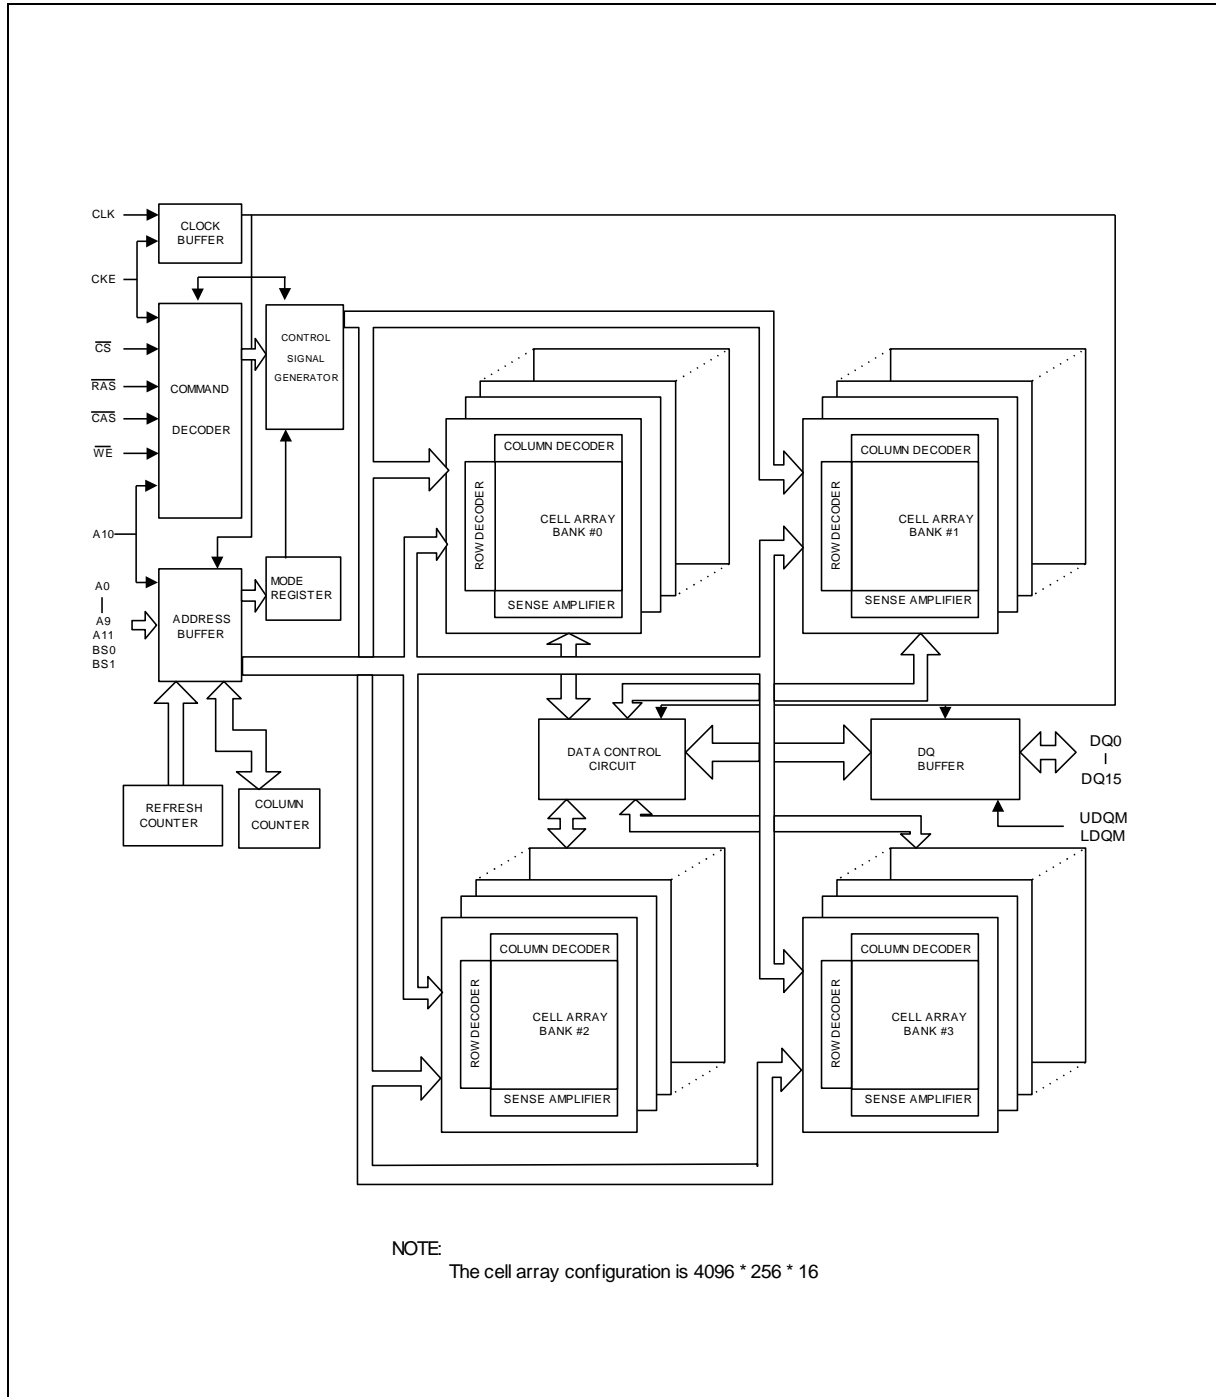 CLK
CLOCK
BUFFER
CKE
CS
RAS
CAS
WE
COMMAND
DECODER
CONTROL
SIGNAL
GENERATOR
A10
A0
A9
A11
BS0
BS1
ADDRESS
BUFFER
MODE
REGISTER
REFRESH
COUNTER
COLUMN
COUNTER
COLUMN DECODER
ROW DECODER
CELL ARRAY
BANK #0
SENSE AMPLIFIER
COLUMN DECODER
ROW DECODER
CELL ARRAY
BANK #1
SENSE AMPLIFIER
DATA CONTROL
CIRCUIT
DQ
BUFFER
DQ0
DQ15
UDQM
LDQM
COLUMN DECODER
ROW DECODER
CELL ARRAY
BANK #2
SENSE AMPLIFIER
COLUMN DECODER
ROW DECODER
CELL ARRAY
BANK #3
SENSE AMPLIFIER
NOTE:
The cell array configuration is 4096 * 256 * 16